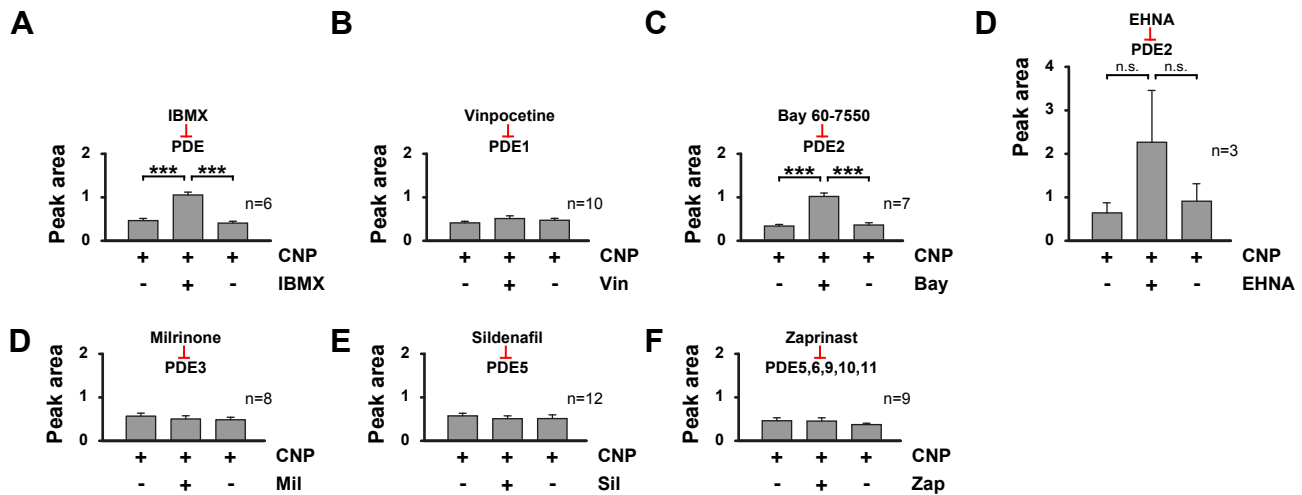 A
IBMX
PDE
Peak area
2
1
0
*** ***
n=6
+ + + CNP
- + - IBMX
B
Vinpocetine
PDE1
Peak area
2
1
0
n=10
+ + + CNP
- + - Vin
C
Bay 60-7550
PDE2
Peak area
2
1
0
*** ***
n=7
+ + + CNP
- + - Bay
D
EHNA
PDE2
Peak area
4
3
2
1
0
n.s. n.s.
n=3
+ + + CNP
- + - EHNA
D
Milrinone
PDE3
Peak area
2
1
0
n=8
+ + + CNP
- + - Mil
E
Sildenafil
PDE5
Peak area
2
1
0
n=12
+ + + CNP
- + - Sil
F
Zaprinast
PDE5,6,9,10,11
Peak area
2
1
0
n=9
+ + + CNP
- + - Zap